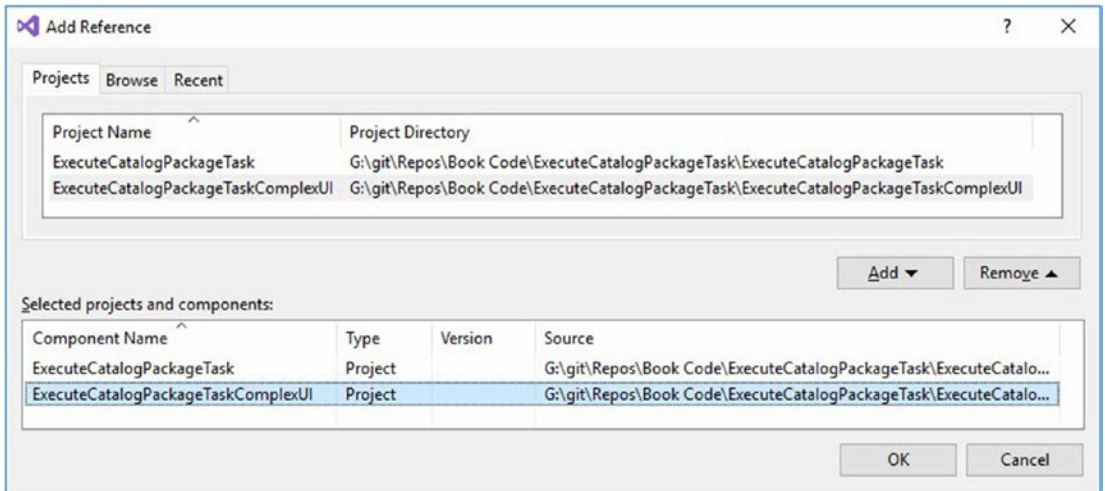 Add Reference ? ×
Projects Browse Recent
Project Name Project Directory
ExecuteCatalogPackageTask G:\git\Repos\Book Code\ExecuteCatalogPackageTask\ExecuteCatalogPackageTask
ExecuteCatalogPackageTaskComplexUI G:\git\Repos\Book Code\ExecuteCatalogPackageTask\ExecuteCatalogPackageTaskComplexUI
Add Remove
Selected projects and components:
Component Name Type Version Source
ExecuteCatalogPackageTask Project G:\git\Repos\Book Code\ExecuteCatalogPackageTask\ExecuteCatalo...
ExecuteCatalogPackageTaskComplexUI Project G:\git\Repos\Book Code\ExecuteCatalogPackageTask\ExecuteCatalo...
OK Cancel